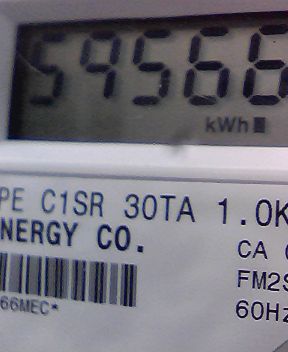 59566
kWh
PE C1SR 30TA 1.0K
NERGY CO.
CA
FM2S
60Hz
66MEC*